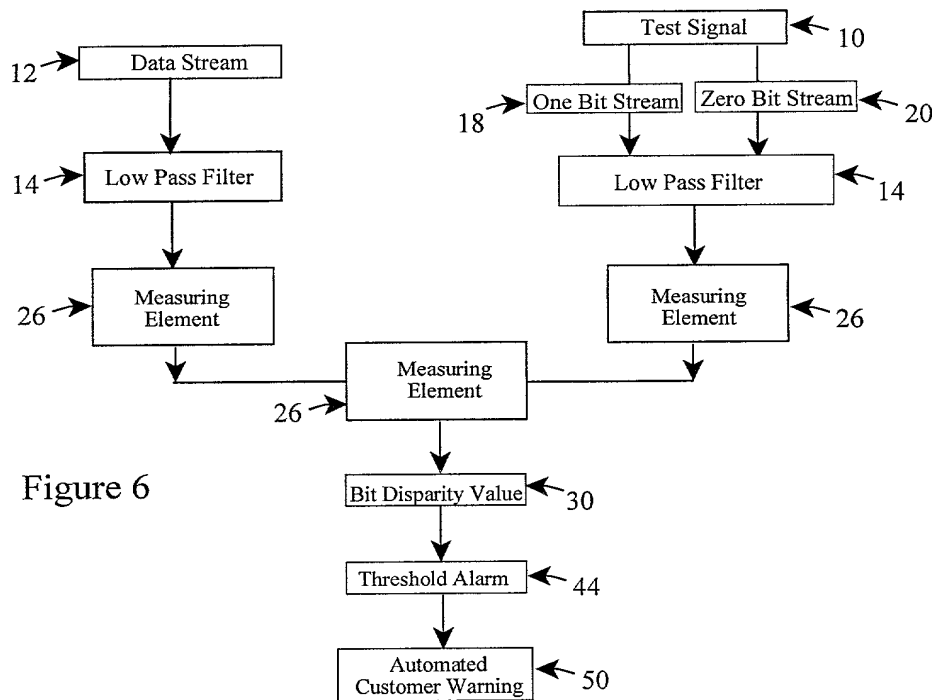 Test Signal
10
12
Data Stream
18
One Bit Stream
Zero Bit Stream
20
14
Low Pass Filter
Low Pass Filter
14
26
Measuring
Element
Measuring
Element
26
Measuring
Element
26
Figure 6
Bit Disparity Value
30
Threshold Alarm
44
Automated
Customer Warning
50